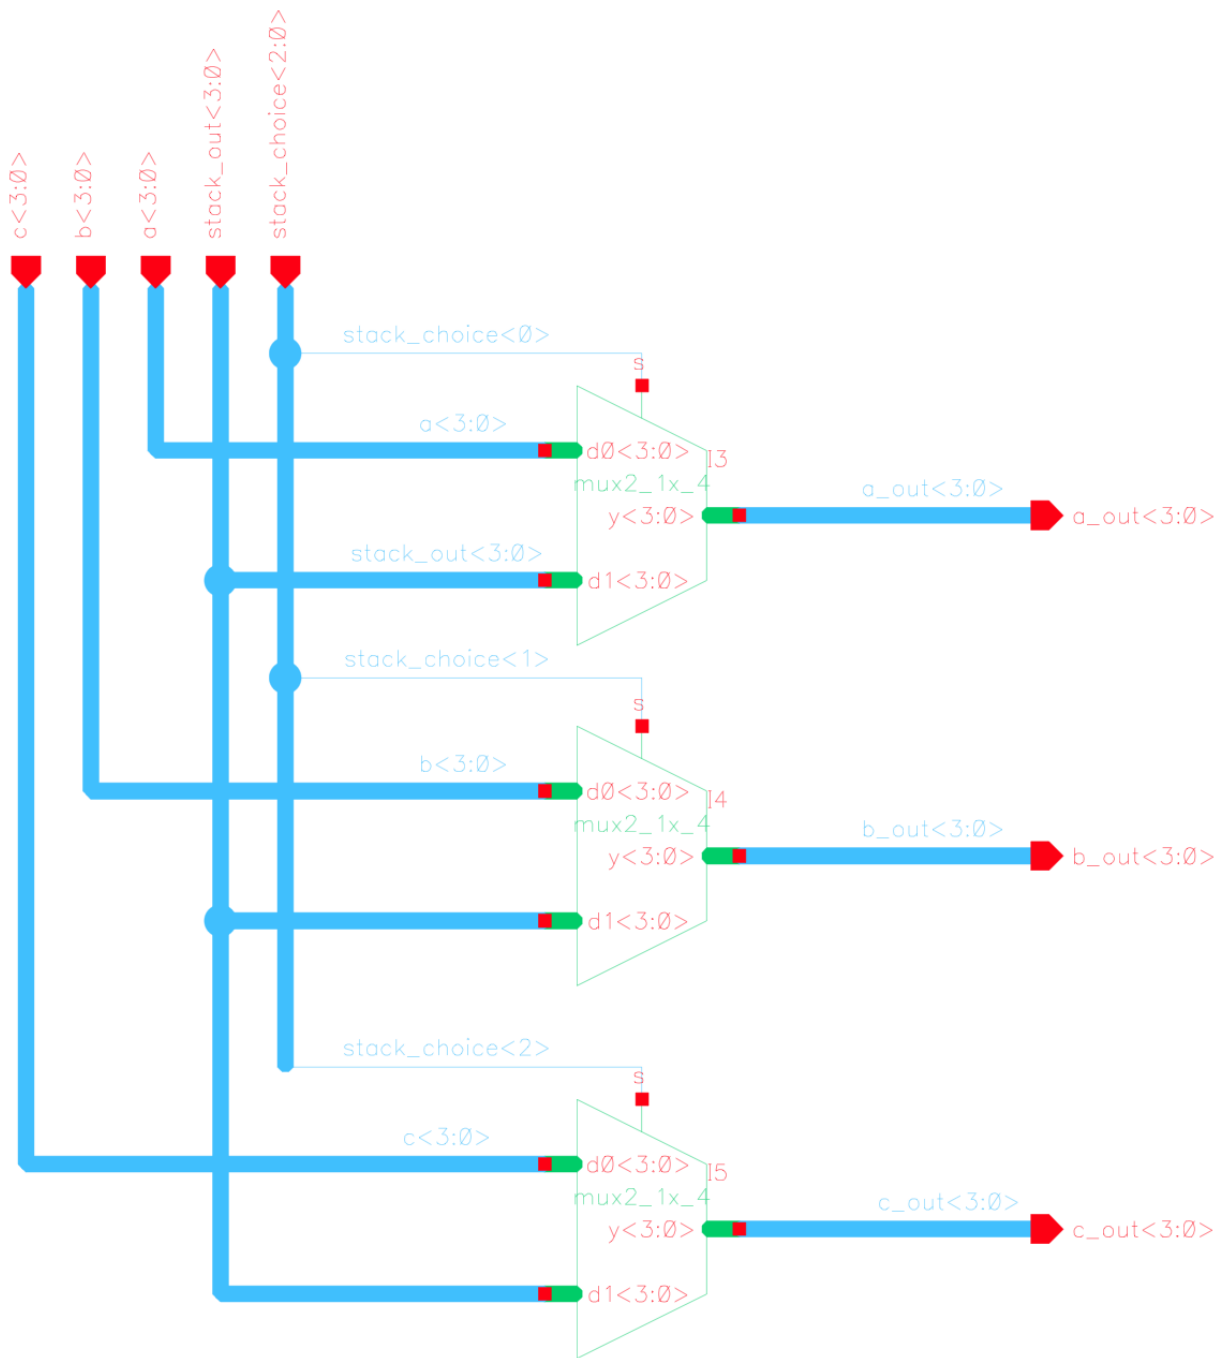 c<3:0>
b<3:0>
a<3:0>
stack_out<3:0>
stack_choice<2:0>
stack_choice<0>
s
a<3:0>
d0<3:0>
I3
mux2_1x_4
a_out<3:0>
y<3:0>
a_out<3:0>
stack_out<3:0>
d1<3:0>
stack_choice<1>
s
b<3:0>
d0<3:0>
I4
mux2_1x_4
b_out<3:0>
y<3:0>
b_out<3:0>
d1<3:0>
stack_choice<2>
s
c<3:0>
d0<3:0>
I5
mux2_1x_4
c_out<3:0>
y<3:0>
c_out<3:0>
d1<3:0>